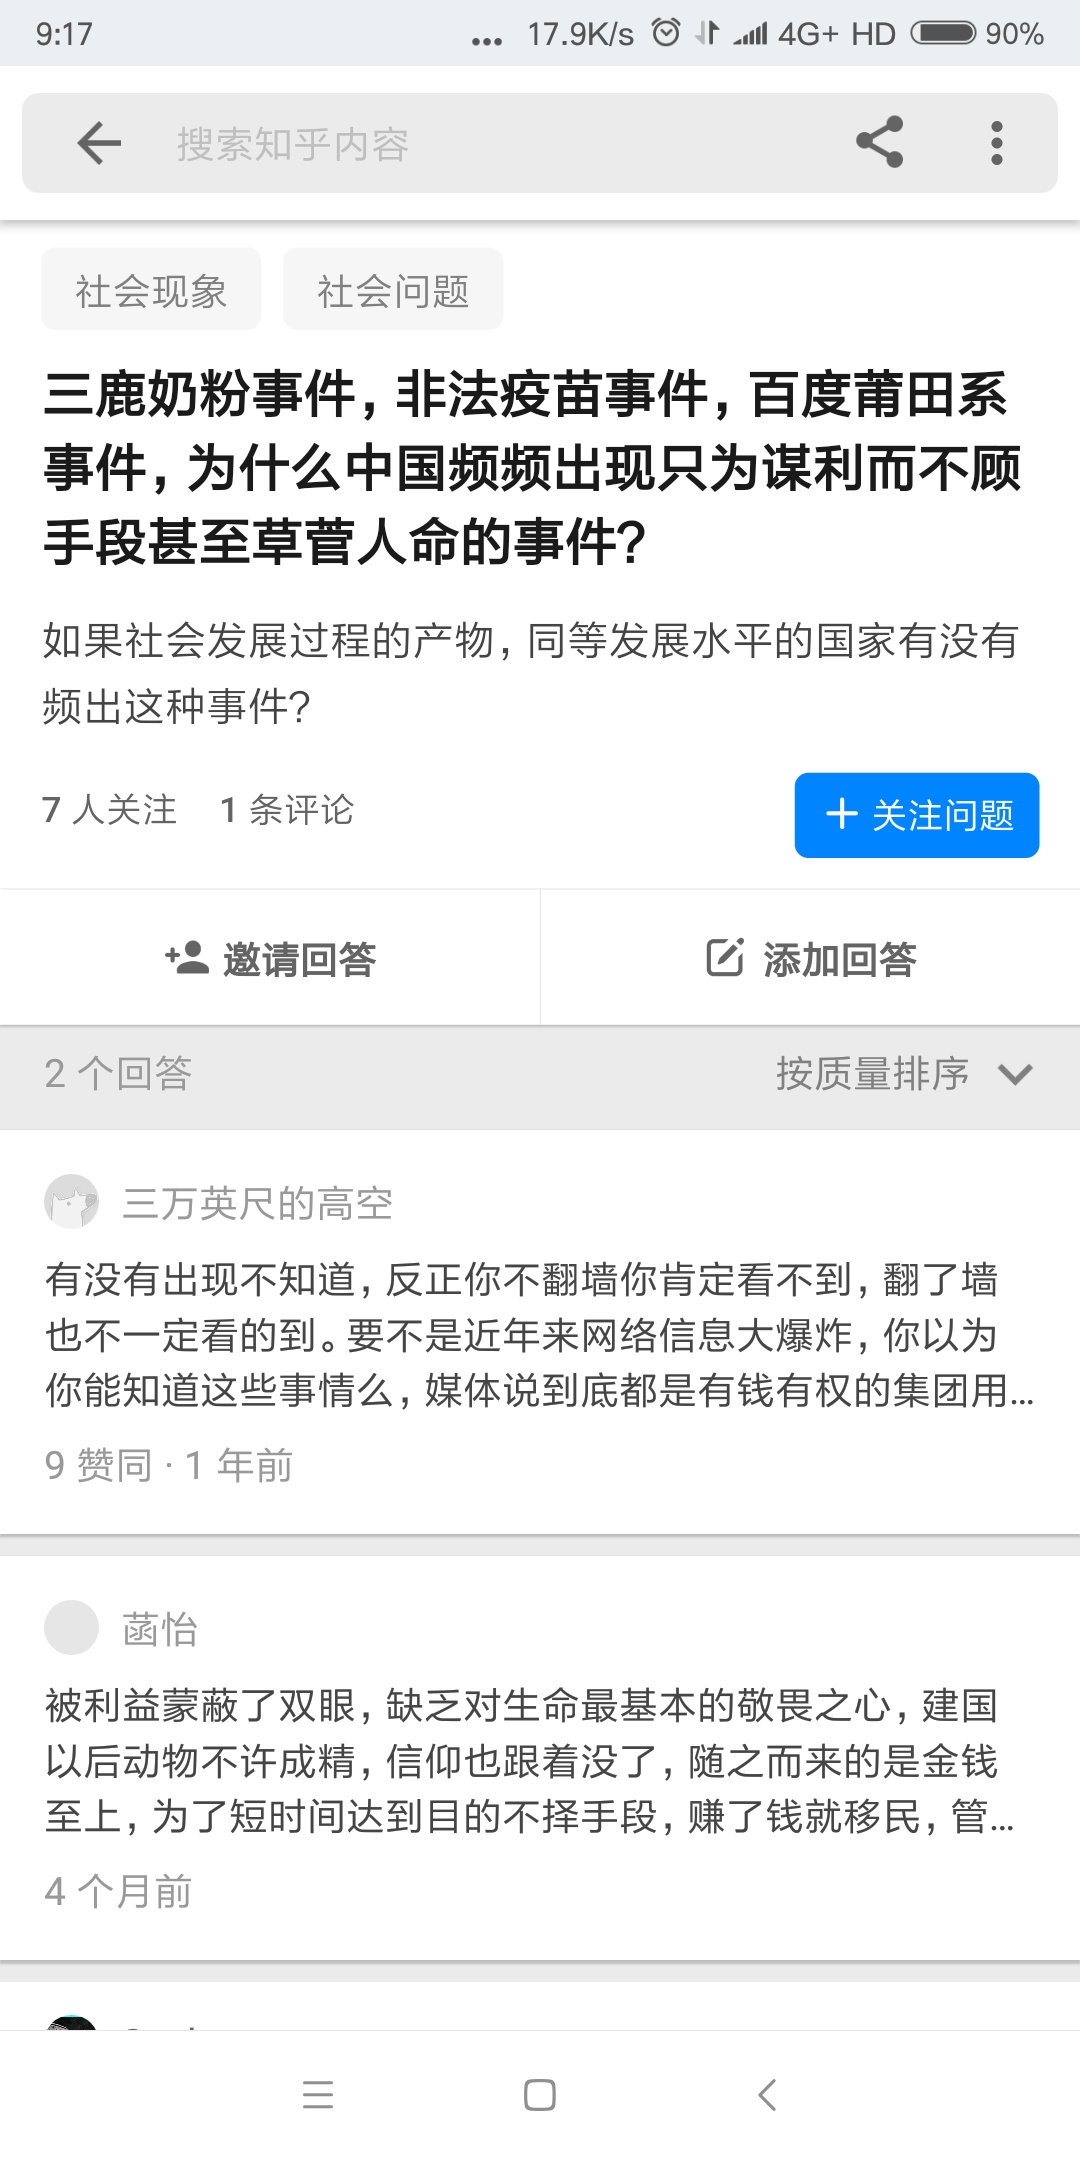 9:17
... 17.9K/s 4G+ HD 90%
搜索知乎内容
社会现象 社会问题
三鹿奶粉事件，非法疫苗事件，百度莆田系
事件，为什么中国频频出现只为谋利而不顾
手段甚至草菅人命的事件？
如果社会发展过程的产物，同等发展水平的国家有没有
频出这种事件？
7 人关注 1 条评论
关注问题
邀请回答 添加回答
2 个回答 按质量排序
三万英尺的高空
有没有出现不知道，反正你不翻墙你肯定看不到，翻了墙
也不一定看的到。要不是近年来网络信息大爆炸，你以为
你能知道这些事情么，媒体说到底都是有钱有权的集团用...
9 赞同 · 1 年前
菡怡
被利益蒙蔽了双眼，缺乏对生命最基本的敬畏之心，建国
以后动物不许成精，信仰也跟着没了，随之而来的是金钱
至上，为了短时间达到目的不择手段，赚了钱就移民，管...
4 个月前